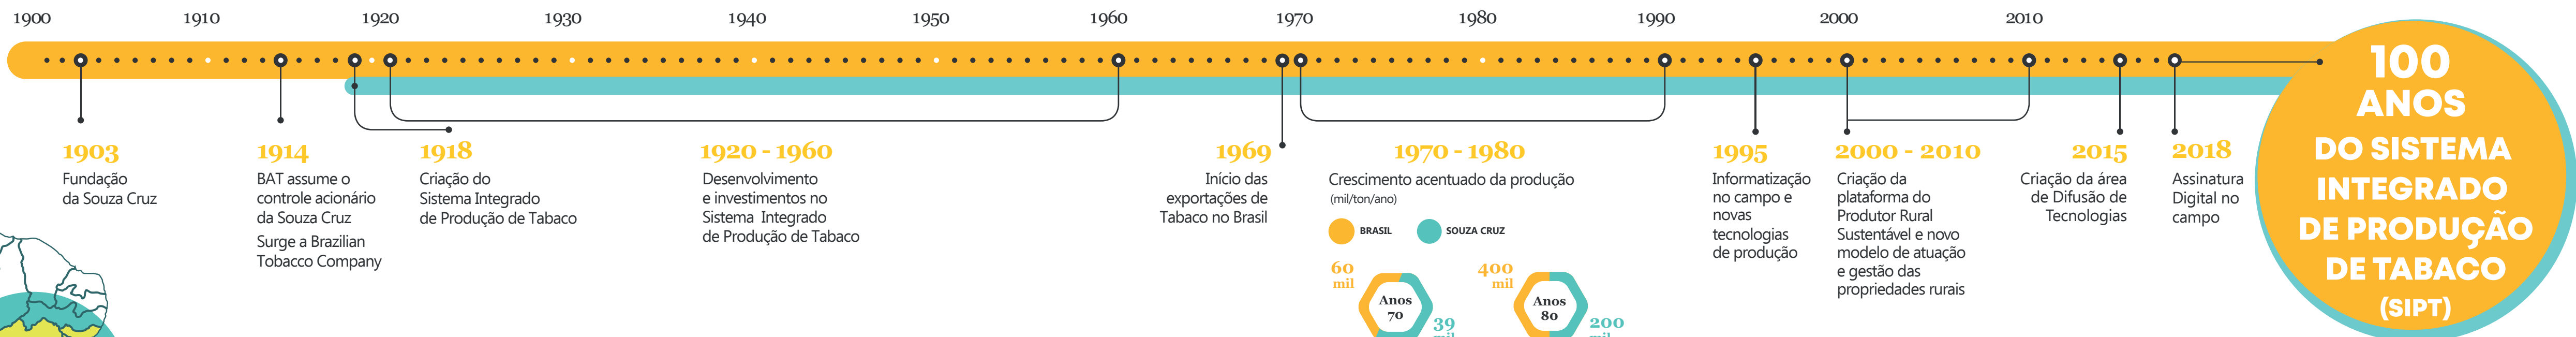 1900
1910
1920
1930
1940
1950
1960
1970
1980
1990
2000
2010
1903
Fundação
da Souza Cruz
1914
BAT assume o
controle acionário
da Souza Cruz
Surge a Brazilian
Tobacco Company
1918
Criação do
Sistema Integrado
de Produção de Tabaco
1920 - 1960
Desenvolvimento
e investimentos no
Sistema Integrado
de Produção de Tabaco
1969
Início das
exportações de
Tabaco no Brasil
1970 - 1980
Crescimento acentuado da produção
(mil/ton/ano)
BRASIL
SOUZA CRUZ
60
mil
Anos
70
39
mil
400
mil
Anos
80
200
mil
1995
Informatização
no campo e
novas
tecnologias
de produção
2000 - 2010
Criação da
plataforma do
Produtor Rural
Sustentável e novo
modelo de atuação
e gestão das
propriedades rurais
2015
Criação da área
de Difusão de
Tecnologias
2018
Assinatura
Digital no
campo
100
ANOS
DO SISTEMA
INTEGRADO
DE PRODUÇÃO
DE TABACO
(SIPT)